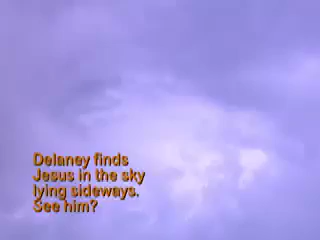 Delaney finds
Jesus in the sky
lying sideways.
See him?